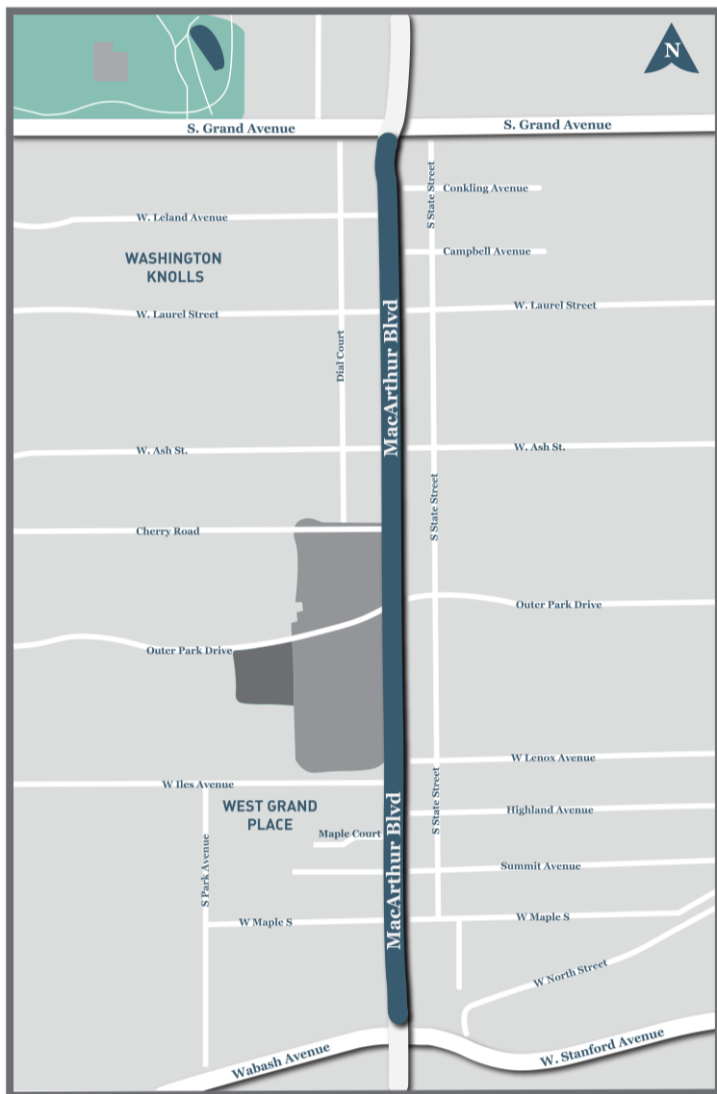 N
S. Grand Avenue
S. Grand Avenue
S State Street
Conkling Avenue
W. Leland Avenue
Campbell Avenue
WASHINGTON
KNOLLS
W. Laurel Street
W. Laurel Street
Dial Court
MacArthur Blvd
W. Ash St.
W. Ash St.
S State Street
Cherry Road
Outer Park Drive
Outer Park Drive
W Lenox Avenue
W Iles Avenue
S State Street
WEST GRAND
PLACE
Highland Avenue
MacArthur Blvd
Maple Court
S Park Avenue
Summit Avenue
W Maple S
W Maple S
W North Street
Wabash Avenue
W. Stanford Avenue